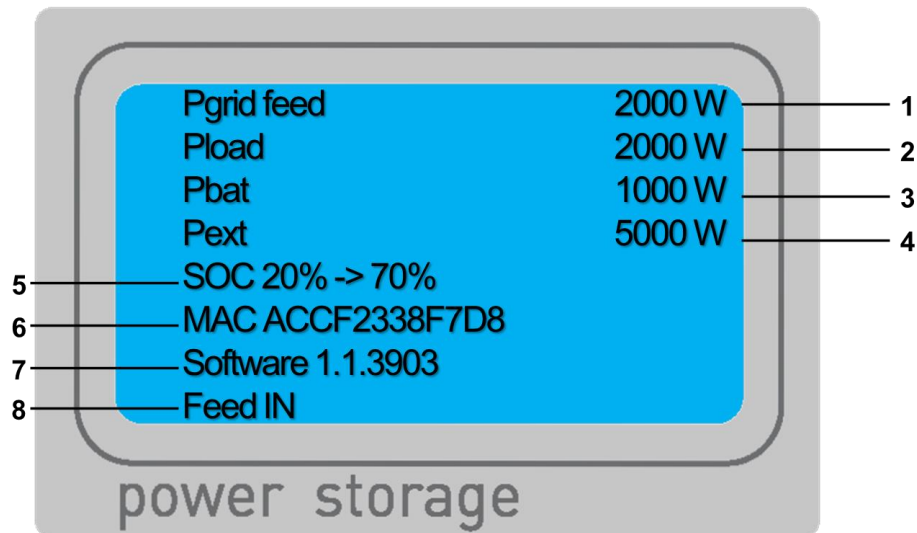 Pgrid feed 2000 W 1
Pload 2000 W 2
Pbat 1000 W 3
Pext 5000 W 4
5 SOC 20% -> 70%
6 MAC ACCF2338F7D8
7 Software 1.1.3903
8 Feed IN
power storage